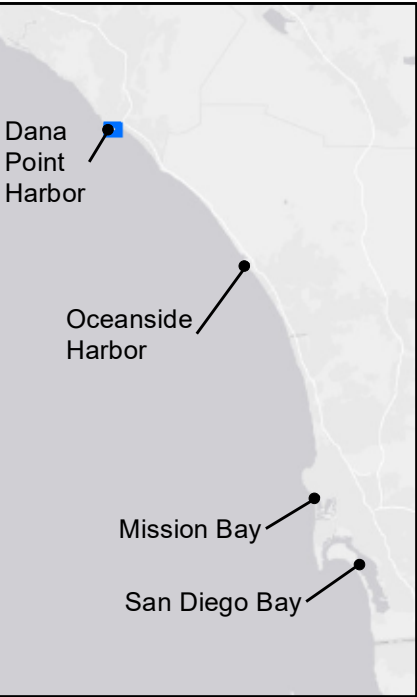 Dana
Point
Harbor
Oceanside
Harbor
Mission Bay
San Diego Bay